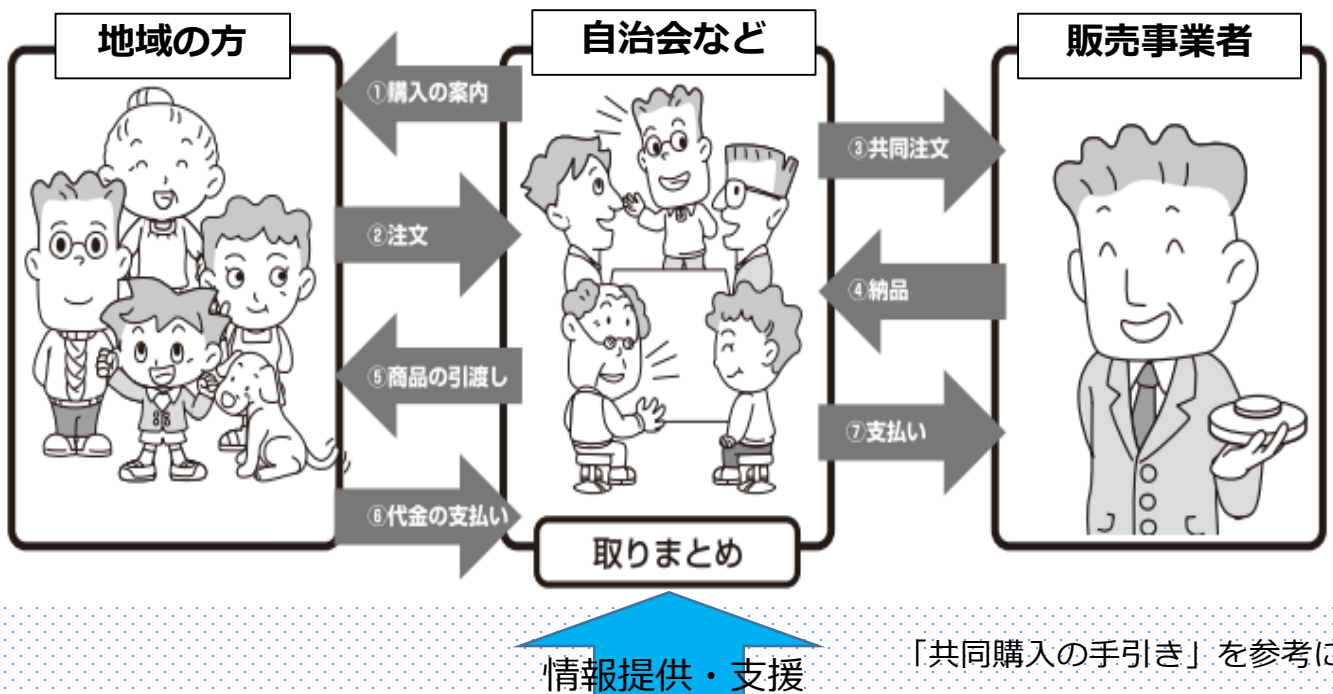 地域の方
自治会など
販売事業者
①購入の案内
②注文
③共同注文
④納品
⑤商品の引渡し
⑥代金の支払い
⑦支払い
取りまとめ
情報提供・支援
「共同購入の手引き」を参考に